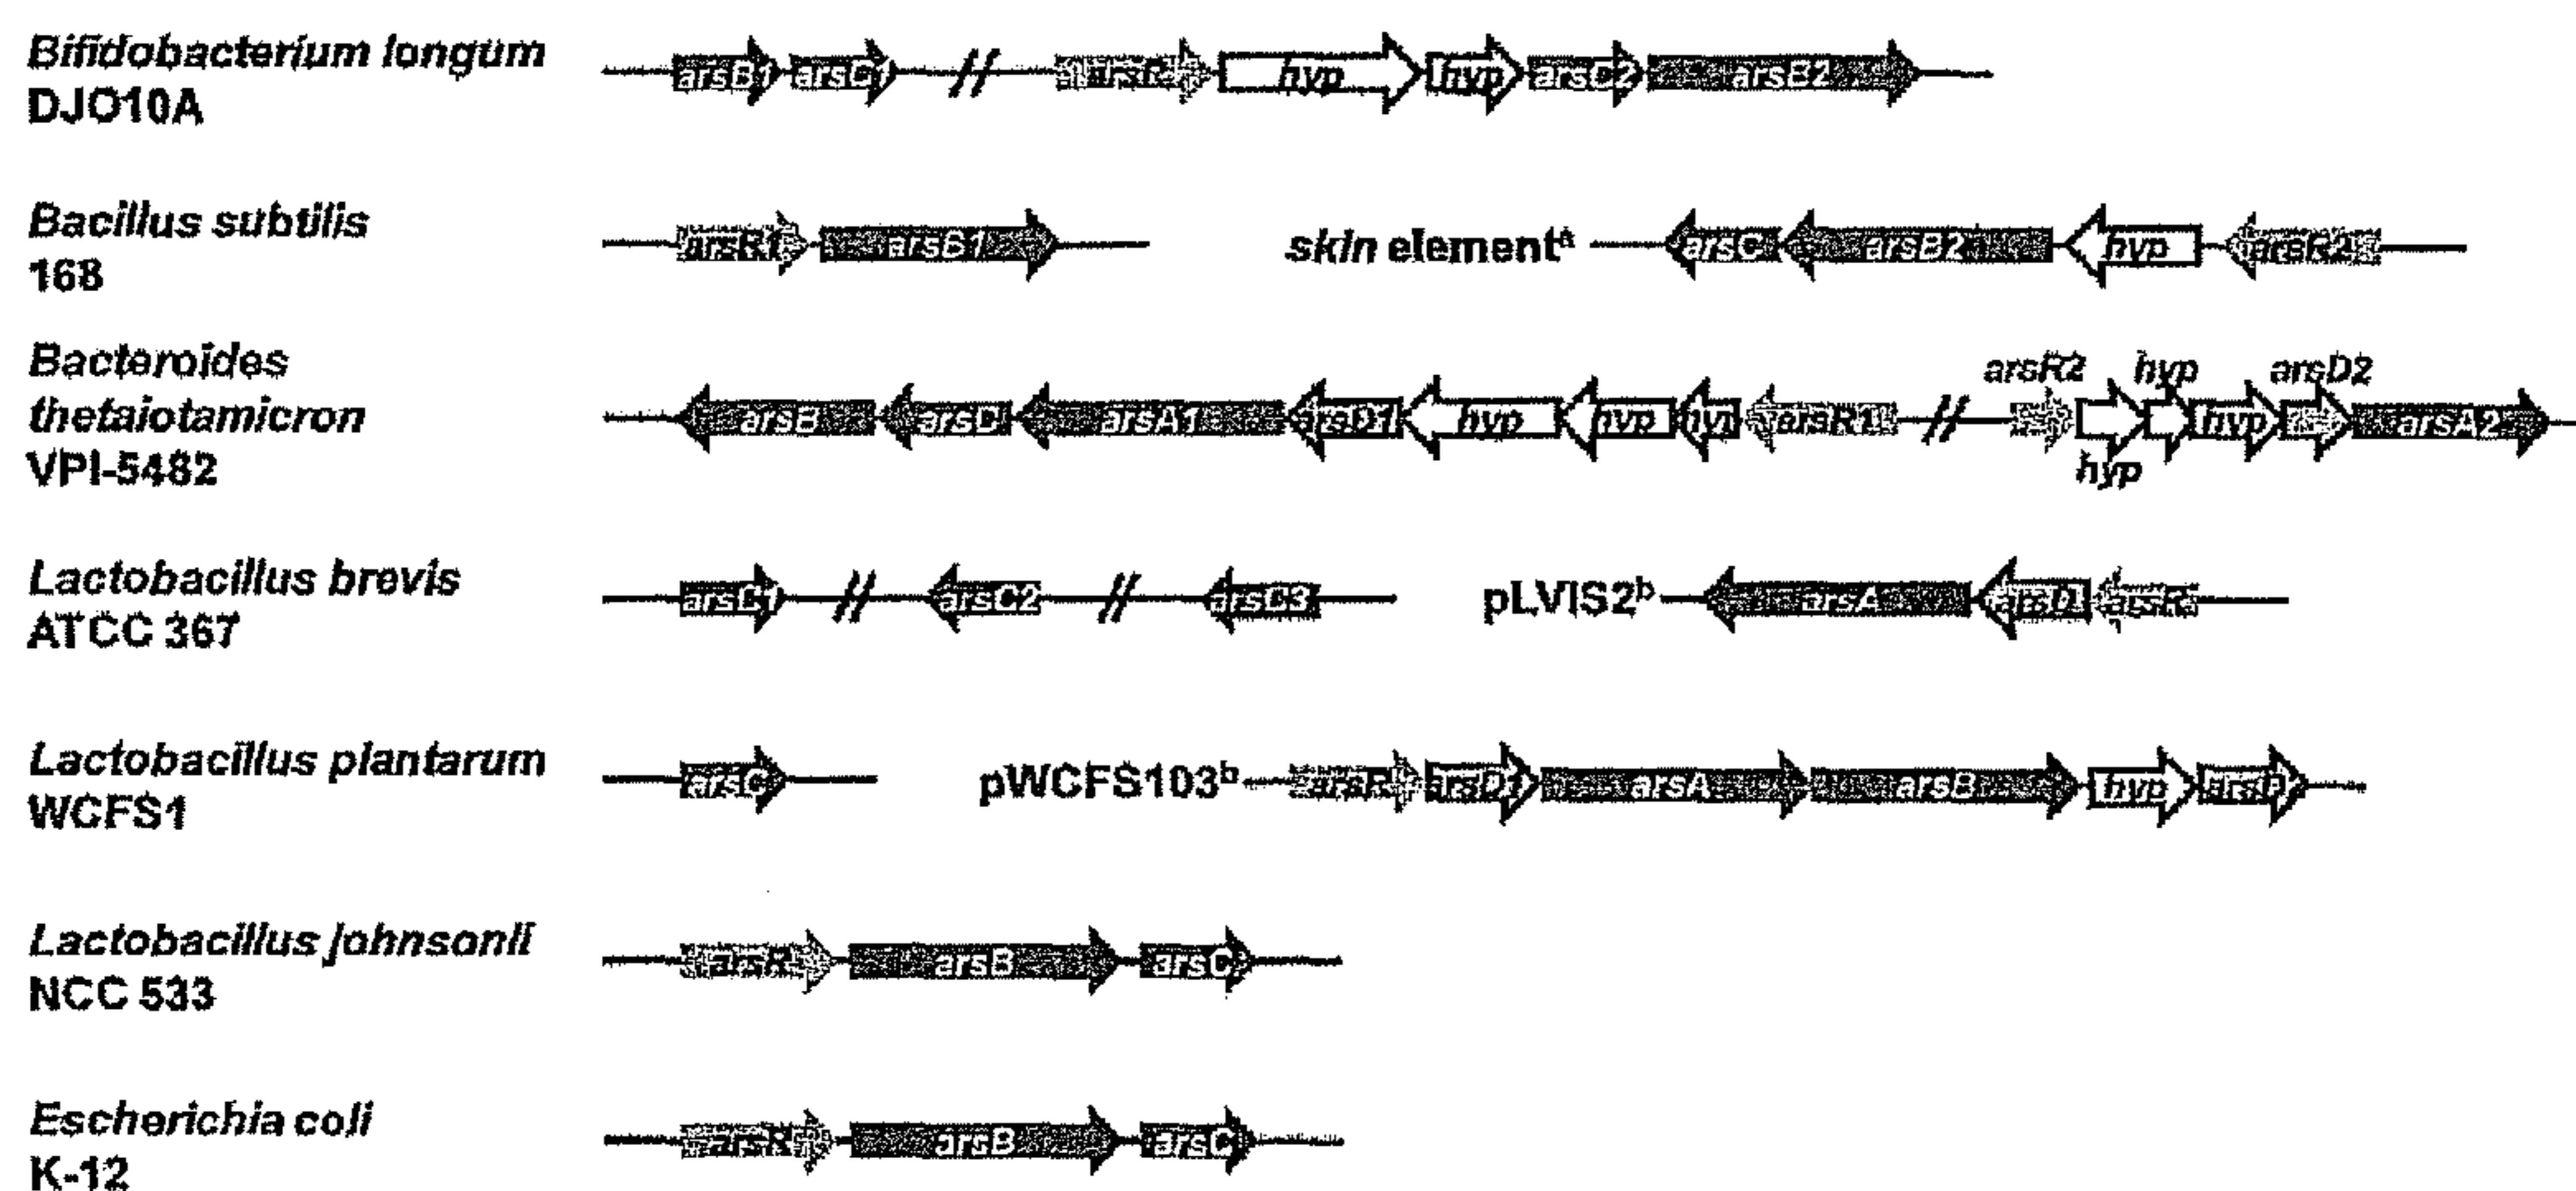 Bifidobacterium longum
DJO10A
arsB1 arsC1 // arsR hyp hyp arsC2 arsB2
Bacillus subtilis
168
arsR1 arsB1 skin elementᵃ arsC arsB2 hyp arsR2
Bacteroides
thetaiotamicron
VPI-5482
arsR2 hyp arsD2
arsB arsA1 arsD1 hyp hyp arsR1 // hyp arsA2
hyp
Lactobacillus brevis
ATCC 367
arsC1 // arsC2 // arsC3 pLVIS2ᵇ arsA arsD arsR
Lactobacillus plantarum
WCFS1
arsC pWCFS103ᵇ arsR arsD1 arsA arsB hyp
Lactobacillus johnsonii
NCC 533
arsR arsB arsC
Escherichia coli
K-12
arsR arsB arsC